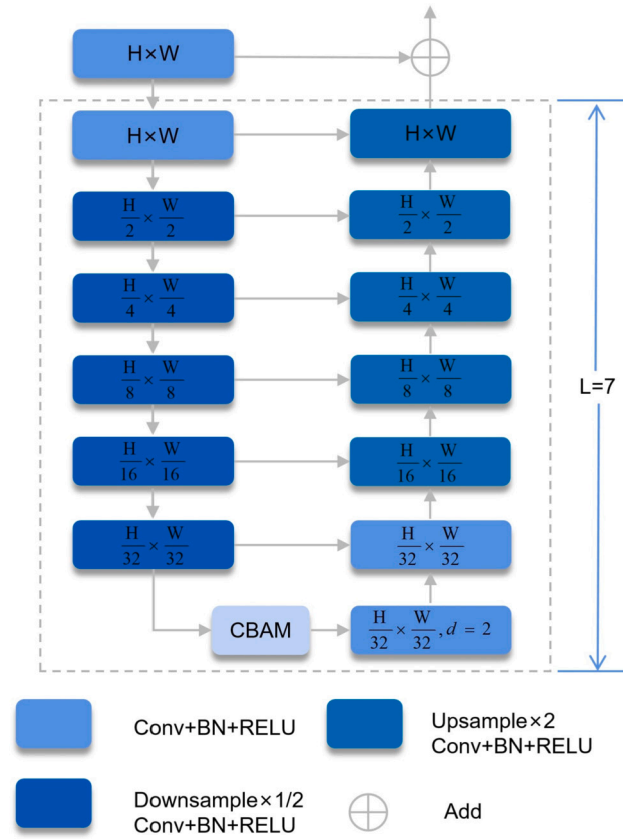 H×W
H×W H×W
H/2 × W/2 H/2 × W/2
H/4 × W/4 H/4 × W/4
H/8 × W/8 H/8 × W/8
L=7
H/16 × W/16 H/16 × W/16
H/32 × W/32 H/32 × W/32
CBAM H/32 × W/32, d = 2
Conv+BN+RELU
Upsample×2
Conv+BN+RELU
Downsample×1/2
Conv+BN+RELU
Add